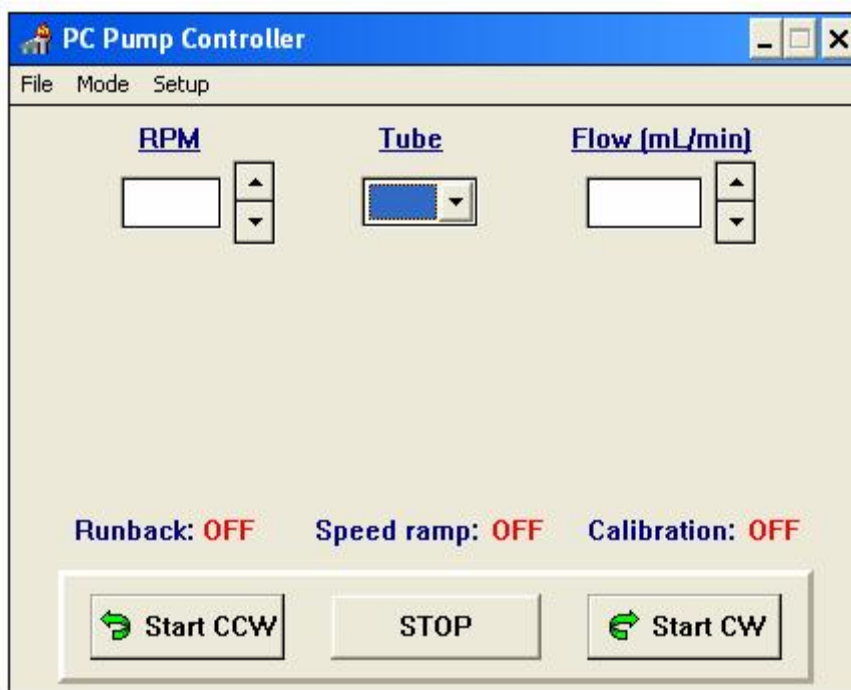 PC Pump Controller
File Mode Setup
RPM Tube Flow (mL/min)
Runback: OFF Speed ramp: OFF Calibration: OFF
Start CCW STOP Start CW